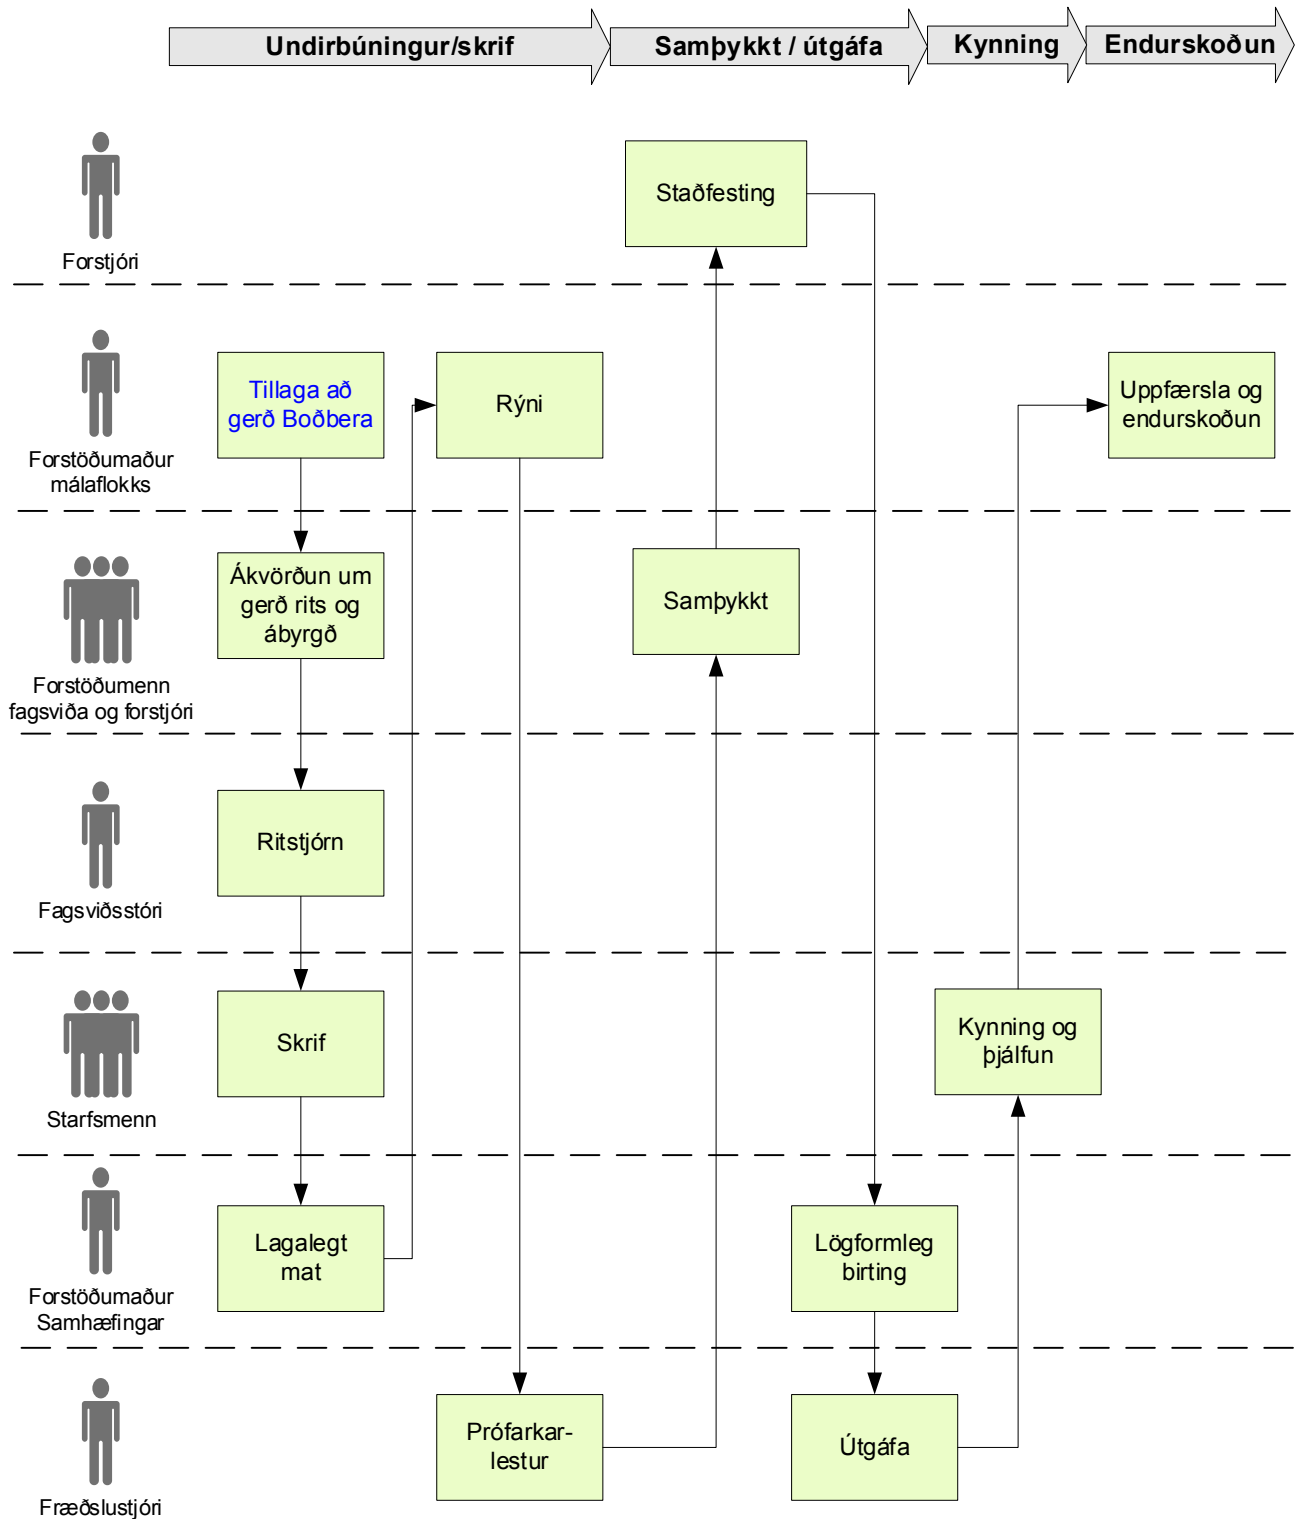 Undirbúningur/skrif
Samþykkt / útgáfa
Kynning
Endurskoðun
Staðfesting
Forstjóri
Tillaga að
gerð Boðbera
Rýni
Uppfærsla og
endurskoðun
Forstöðumaður
málaflokks
Ákvörðun um
gerð rits og
ábyrgð
Samþykkt
Forstöðumenn
fagsviða og forstjóri
Ritstjórn
Fagsviðsstóri
Skrif
Kynning og
þjálfun
Starfsmenn
Lagalegt
mat
Lögformleg
birting
Forstöðumaður
Samhæfingar
Prófarkar-
lestur
Útgáfa
Fræðslustjóri